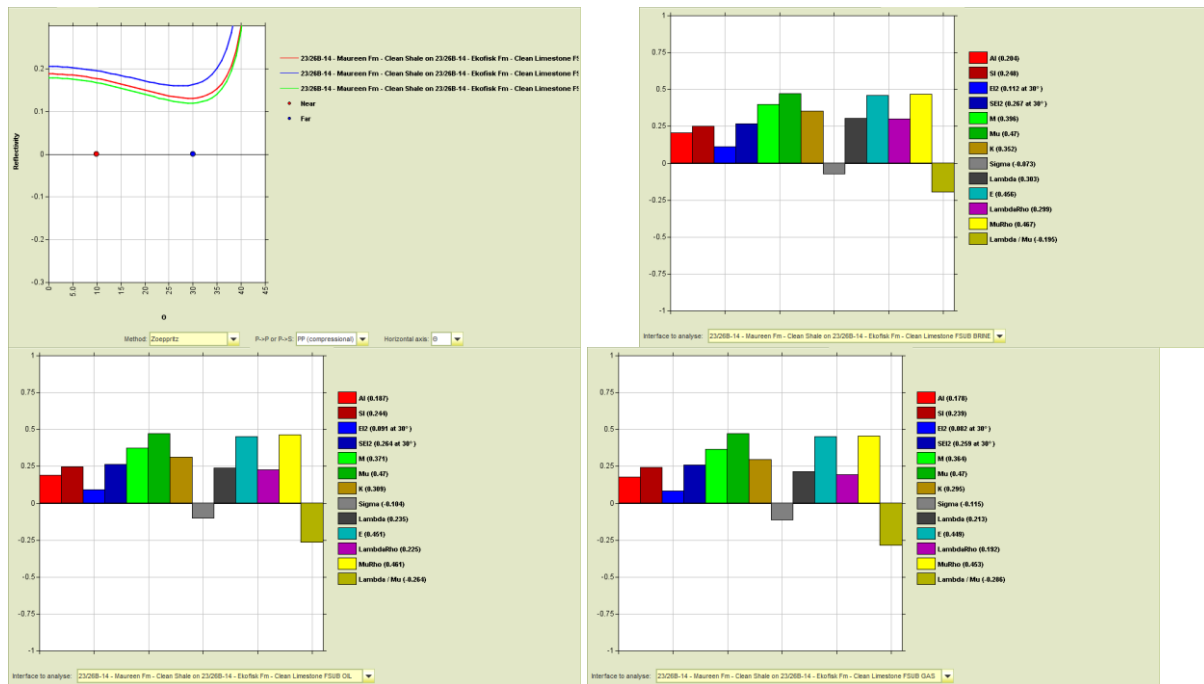 0.2
0
-0.1
-0.2
-0.3
Reflectivity
0
5.0
10
15
20
25
30
35
40
45
Θ
23/26B-14 - Maureen Fm - Clean Shale on 23/26B-14 - Ekofisk Fm - Clean Limestone FS
23/26B-14 - Maureen Fm - Clean Shale on 23/26B-14 - Ekofisk Fm - Clean Limestone FS
23/26B-14 - Maureen Fm - Clean Shale on 23/26B-14 - Ekofisk Fm - Clean Limestone FS
Near
Far
Method: Zoeppritz P->P or P->S: PP (compressional) Horizontal axis: Θ
1
0.75
0.5
0.25
0
-0.25
-0.5
-0.75
-1
AI (0.204)
SI (0.248)
EI2 (0.112 at 30°)
SEI2 (0.267 at 30°)
M (0.396)
Mu (0.47)
K (0.352)
Sigma (-0.073)
Lambda (0.303)
E (0.456)
LambdaRho (0.299)
MuRho (0.467)
Lambda / Mu (-0.195)
Interface to analyse: 23/26B-14 - Maureen Fm - Clean Shale on 23/26B-14 - Ekofisk Fm - Clean Limestone FSUB BRINE
1
0.75
0.5
0.25
0
-0.25
-0.5
-0.75
-1
AI (0.187)
SI (0.244)
EI2 (0.091 at 30°)
SEI2 (0.264 at 30°)
M (0.371)
Mu (0.47)
K (0.309)
Sigma (-0.104)
Lambda (0.235)
E (0.451)
LambdaRho (0.225)
MuRho (0.461)
Lambda / Mu (-0.264)
Interface to analyse: 23/26B-14 - Maureen Fm - Clean Shale on 23/26B-14 - Ekofisk Fm - Clean Limestone FSUB OIL
1
0.75
0.5
0.25
0
-0.25
-0.5
-0.75
-1
AI (0.178)
SI (0.239)
EI2 (0.082 at 30°)
SEI2 (0.259 at 30°)
M (0.364)
Mu (0.47)
K (0.295)
Sigma (-0.115)
Lambda (0.213)
E (0.449)
LambdaRho (0.192)
MuRho (0.453)
Lambda / Mu (-0.286)
Interface to analyse: 23/26B-14 - Maureen Fm - Clean Shale on 23/26B-14 - Ekofisk Fm - Clean Limestone FSUB GAS